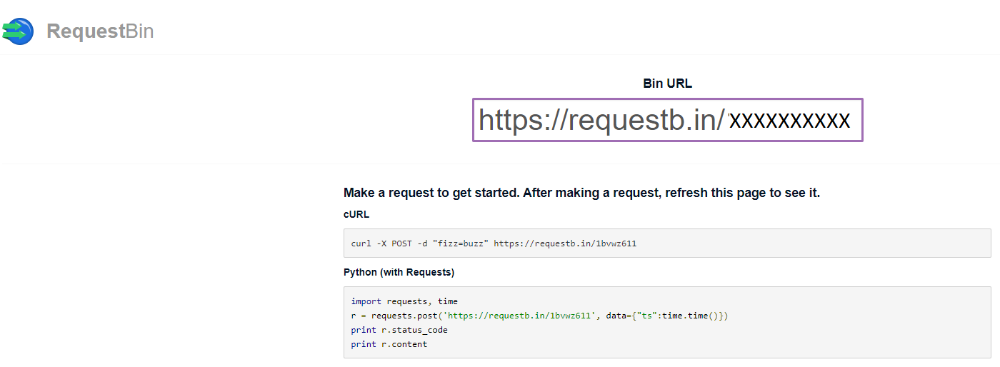 RequestBin
Bin URL
https://requestb.in/xxxxxxxxxx
Make a request to get started. After making a request, refresh this page to see it.
cURL
curl -X POST -d "fizz=buzz" https://requestb.in/1bvwz611
Python (with Requests)
import requests, time
r = requests.post('https://requestb.in/1bvwz611', data={"ts":time.time()})
print r.status_code
print r.content